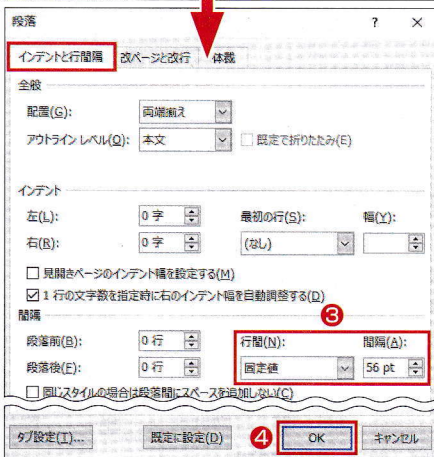 段落 ? ×
インデントと行間隔 改ページと改行 体裁
全般
配置(G): 両端揃え
アウトライン レベル(O): 本文 既定で折りたたみ(E)
インデント
左(L): 0 字 最初の行(S): 幅(Y):
右(R): 0 字 (なし)
見開きページのインデント幅を設定する(M)
1 行の文字数を指定時に右のインデント幅を自動調整する(D)
間隔 ❸
段落前(B): 0 行 行間(N): 間隔(A):
段落後(F): 0 行 固定値 56 pt
同じスタイルの場合は段落間にスペースを追加しない(C)
タブ設定(T)... 既定に設定(D) ❹ OK キャンセル